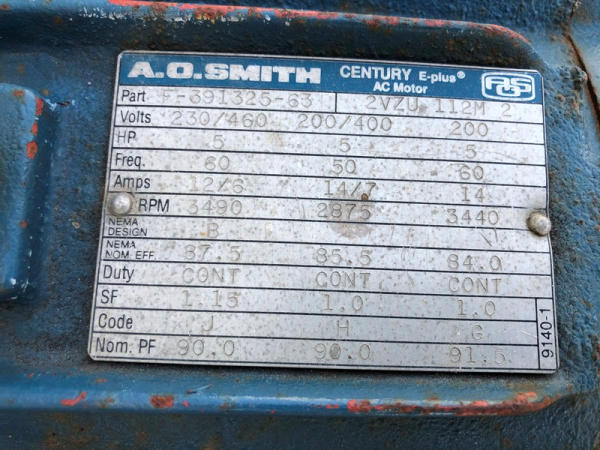 A.O.SMITH CENTURY E-plus®
AC Motor
Part F-391325-63 2VZU 112M 2
Volts 230/460 200/400 200
HP 5 5 5
Freq. 60 50 60
Amps 12/6 14/7 14
RPM 3490 2875 3440
NEMA DESIGN B
NEMA NOM. EFF. 87.5 85.5 84.0
Duty CONT CONT CONT
SF 1.15 1.0 1.0
Code J H G
Nom. PF 90.0 90.0 91.5
9140-1